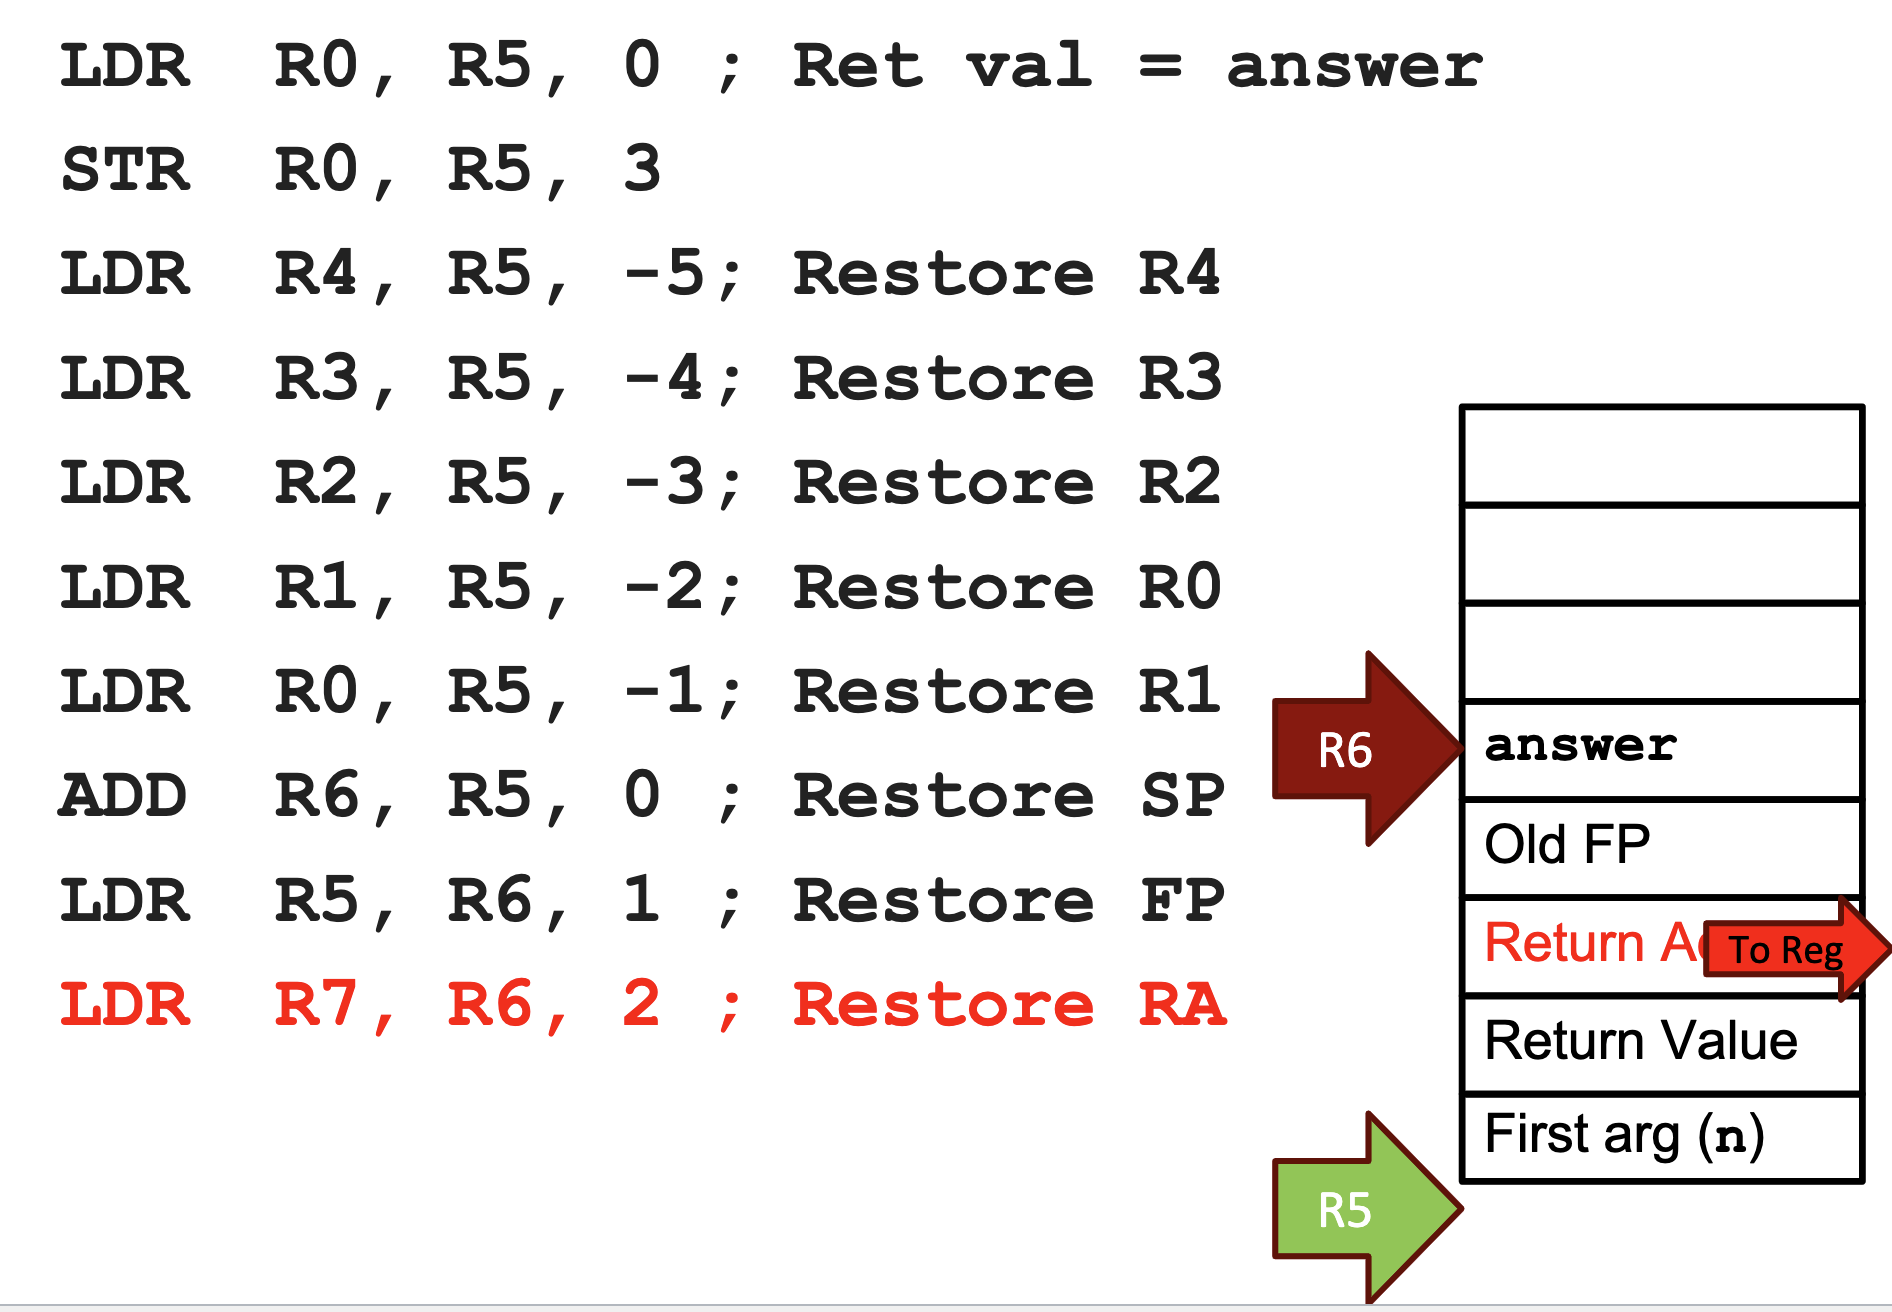 LDR R0, R5, 0 ; Ret val = answer
STR R0, R5, 3
LDR R4, R5, -5; Restore R4
LDR R3, R5, -4; Restore R3
LDR R2, R5, -3; Restore R2
LDR R1, R5, -2; Restore R0
LDR R0, R5, -1; Restore R1
ADD R6, R5, 0 ; Restore SP
LDR R5, R6, 1 ; Restore FP
LDR R7, R6, 2 ; Restore RA
R6
answer
Old FP
Return
To Reg
Return Value
First arg (n)
R5